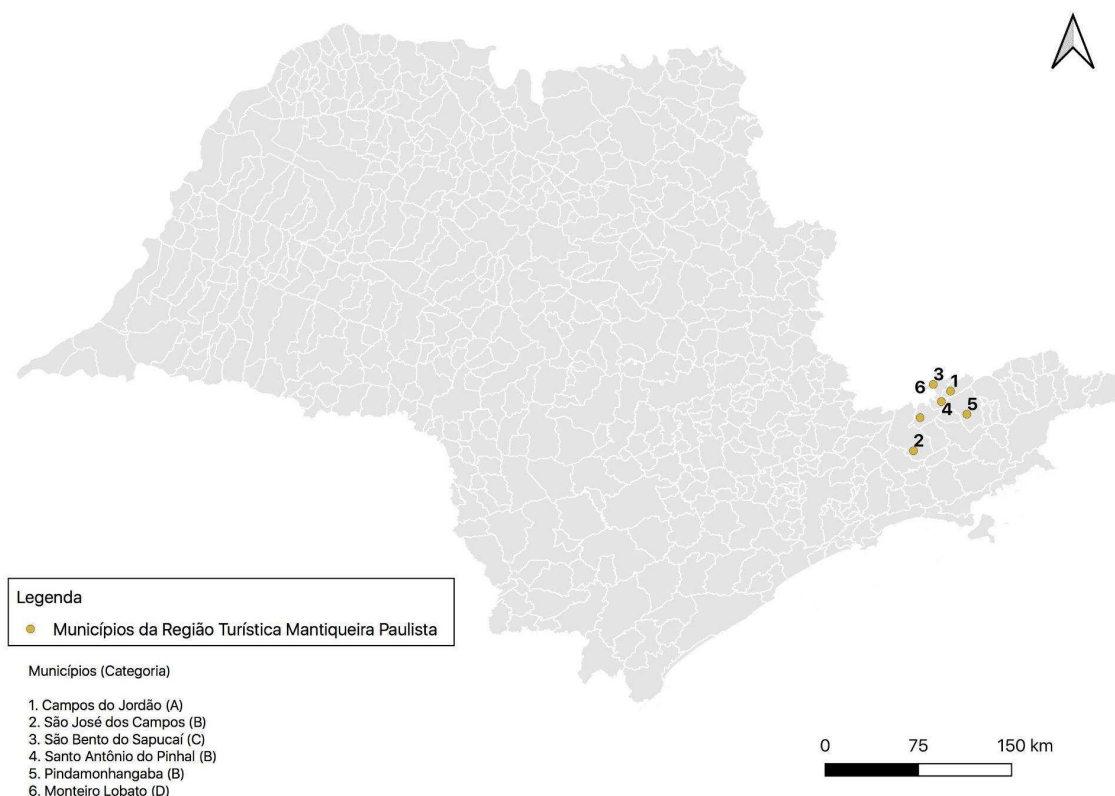 3
1
6
4
5
2
Legenda
Municípios da Região Turística Mantiqueira Paulista
Municípios (Categoria)
1. Campos do Jordão (A)
2. São José dos Campos (B)
3. São Bento do Sapucaí (C)
4. Santo Antônio do Pinhal (B)
5. Pindamonhangaba (B)
6. Monteiro Lobato (D)
0 75 150 km